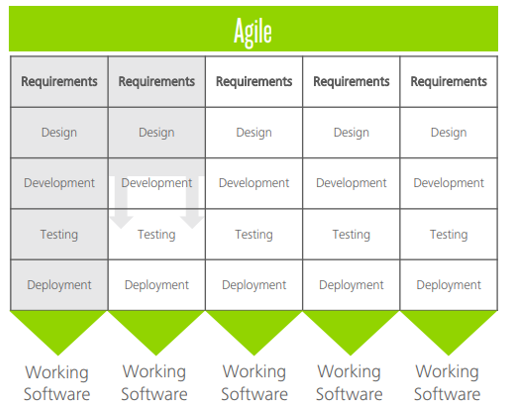 Agile
Requirements Requirements Requirements Requirements Requirements
Design Design Design Design Design
Development Development Development Development Development
Testing Testing Testing Testing Testing
Deployment Deployment Deployment Deployment Deployment
Working Working Working Working Working
Software Software Software Software Software